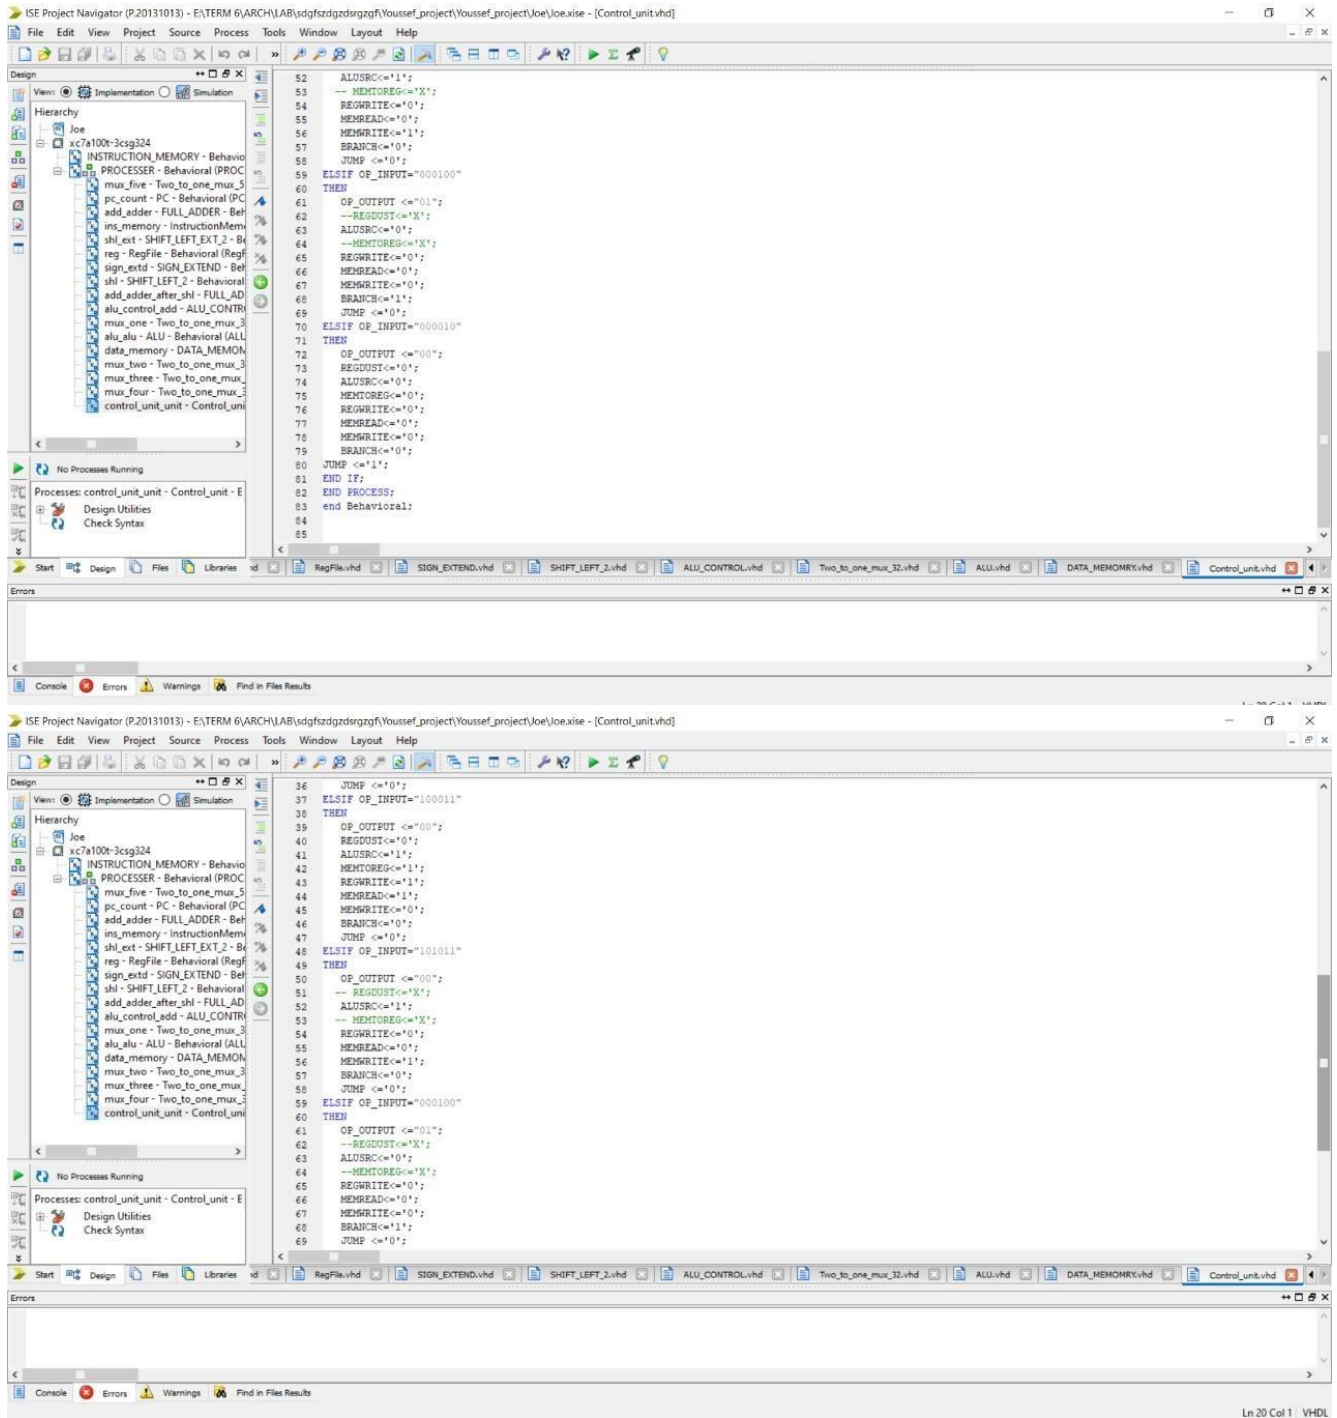 ISE Project Navigator (P.20131013) - E:\TERM 6\ARCH\LAB\sdgfszdgzdsrgzgf\Youssef_project\Youssef_project\Joe\Joe.xise - [Control_unit.vhd]
File Edit View Project Source Process Tools Window Layout Help
Design
View: Implementation Simulation
Hierarchy
Joe
xc7a100t-3csg324
INSTRUCTION_MEMORY - Behavio
PROCESSER - Behavioral (PROC
mux_five - Two_to_one_mux_5
pc_count - PC - Behavioral (PC
add_adder - FULL_ADDER - Beh
ins_memory - InstructionMem
shl_ext - SHIFT_LEFT_EXT_2 - Be
reg - RegFile - Behavioral (RegF
sign_extd - SIGN_EXTEND - Beh
shl - SHIFT_LEFT_2 - Behavioral
add_adder_after_shl - FULL_AD
alu_control_add - ALU_CONTR
mux_one - Two_to_one_mux_3
alu_alu - ALU - Behavioral (ALU
data_memory - DATA_MEMOM
mux_two - Two_to_one_mux_3
mux_three - Two_to_one_mux_
mux_four - Two_to_one_mux_3
control_unit_unit - Control_uni
No Processes Running
Processes: control_unit_unit - Control_unit - E
Design Utilities
Check Syntax
52 ALUSRC<='1';
53 -- MEMTOREG<='X';
54 REGWRITE<='0';
55 MEMREAD<='0';
56 MEMWRITE<='1';
57 BRANCH<='0';
58 JUMP <='0';
59 ELSIF OP_INPUT="000100"
60 THEN
61 OP_OUTPUT <="01";
62 --REGDUST<='X';
63 ALUSRC<='0';
64 --MEMTOREG<='X';
65 REGWRITE<='0';
66 MEMREAD<='0';
67 MEMWRITE<='0';
68 BRANCH<='1';
69 JUMP <='0';
70 ELSIF OP_INPUT="000010"
71 THEN
72 OP_OUTPUT <="00";
73 REGDUST<='0';
74 ALUSRC<='0';
75 MEMTOREG<='0';
76 REGWRITE<='0';
77 MEMREAD<='0';
78 MEMWRITE<='0';
79 BRANCH<='0';
80 JUMP <='1';
81 END IF;
82 END PROCESS;
83 end Behavioral;
84
85
Start Design Files Libraries
RegFile.vhd SIGN_EXTEND.vhd SHIFT_LEFT_2.vhd ALU_CONTROL.vhd Two_to_one_mux_32.vhd ALU.vhd DATA_MEMOMRY.vhd Control_unit.vhd
Errors
Console Errors Warnings Find in Files Results
ISE Project Navigator (P.20131013) - E:\TERM 6\ARCH\LAB\sdgfszdgzdsrgzgf\Youssef_project\Youssef_project\Joe\Joe.xise - [Control_unit.vhd]
File Edit View Project Source Process Tools Window Layout Help
Design
View: Implementation Simulation
Hierarchy
Joe
xc7a100t-3csg324
INSTRUCTION_MEMORY - Behavio
PROCESSER - Behavioral (PROC
mux_five - Two_to_one_mux_5
pc_count - PC - Behavioral (PC
add_adder - FULL_ADDER - Beh
ins_memory - InstructionMem
shl_ext - SHIFT_LEFT_EXT_2 - Be
reg - RegFile - Behavioral (RegF
sign_extd - SIGN_EXTEND - Beh
shl - SHIFT_LEFT_2 - Behavioral
add_adder_after_shl - FULL_AD
alu_control_add - ALU_CONTR
mux_one - Two_to_one_mux_3
alu_alu - ALU - Behavioral (ALU
data_memory - DATA_MEMOM
mux_two - Two_to_one_mux_3
mux_three - Two_to_one_mux_
mux_four - Two_to_one_mux_3
control_unit_unit - Control_uni
No Processes Running
Processes: control_unit_unit - Control_unit - E
Design Utilities
Check Syntax
36 JUMP <='0';
37 ELSIF OP_INPUT="100011"
38 THEN
39 OP_OUTPUT <="00";
40 REGDUST<='0';
41 ALUSRC<='1';
42 MEMTOREG<='1';
43 REGWRITE<='1';
44 MEMREAD<='1';
45 MEMWRITE<='0';
46 BRANCH<='0';
47 JUMP <='0';
48 ELSIF OP_INPUT="101011"
49 THEN
50 OP_OUTPUT <="00";
51 -- REGDUST<='X';
52 ALUSRC<='1';
53 -- MEMTOREG<='X';
54 REGWRITE<='0';
55 MEMREAD<='0';
56 MEMWRITE<='1';
57 BRANCH<='0';
58 JUMP <='0';
59 ELSIF OP_INPUT="000100"
60 THEN
61 OP_OUTPUT <="01";
62 --REGDUST<='X';
63 ALUSRC<='0';
64 --MEMTOREG<='X';
65 REGWRITE<='0';
66 MEMREAD<='0';
67 MEMWRITE<='0';
68 BRANCH<='1';
69 JUMP <='0';
Start Design Files Libraries
RegFile.vhd SIGN_EXTEND.vhd SHIFT_LEFT_2.vhd ALU_CONTROL.vhd Two_to_one_mux_32.vhd ALU.vhd DATA_MEMOMRY.vhd Control_unit.vhd
Errors
Console Errors Warnings Find in Files Results
Ln 20 Col 1 VHDL